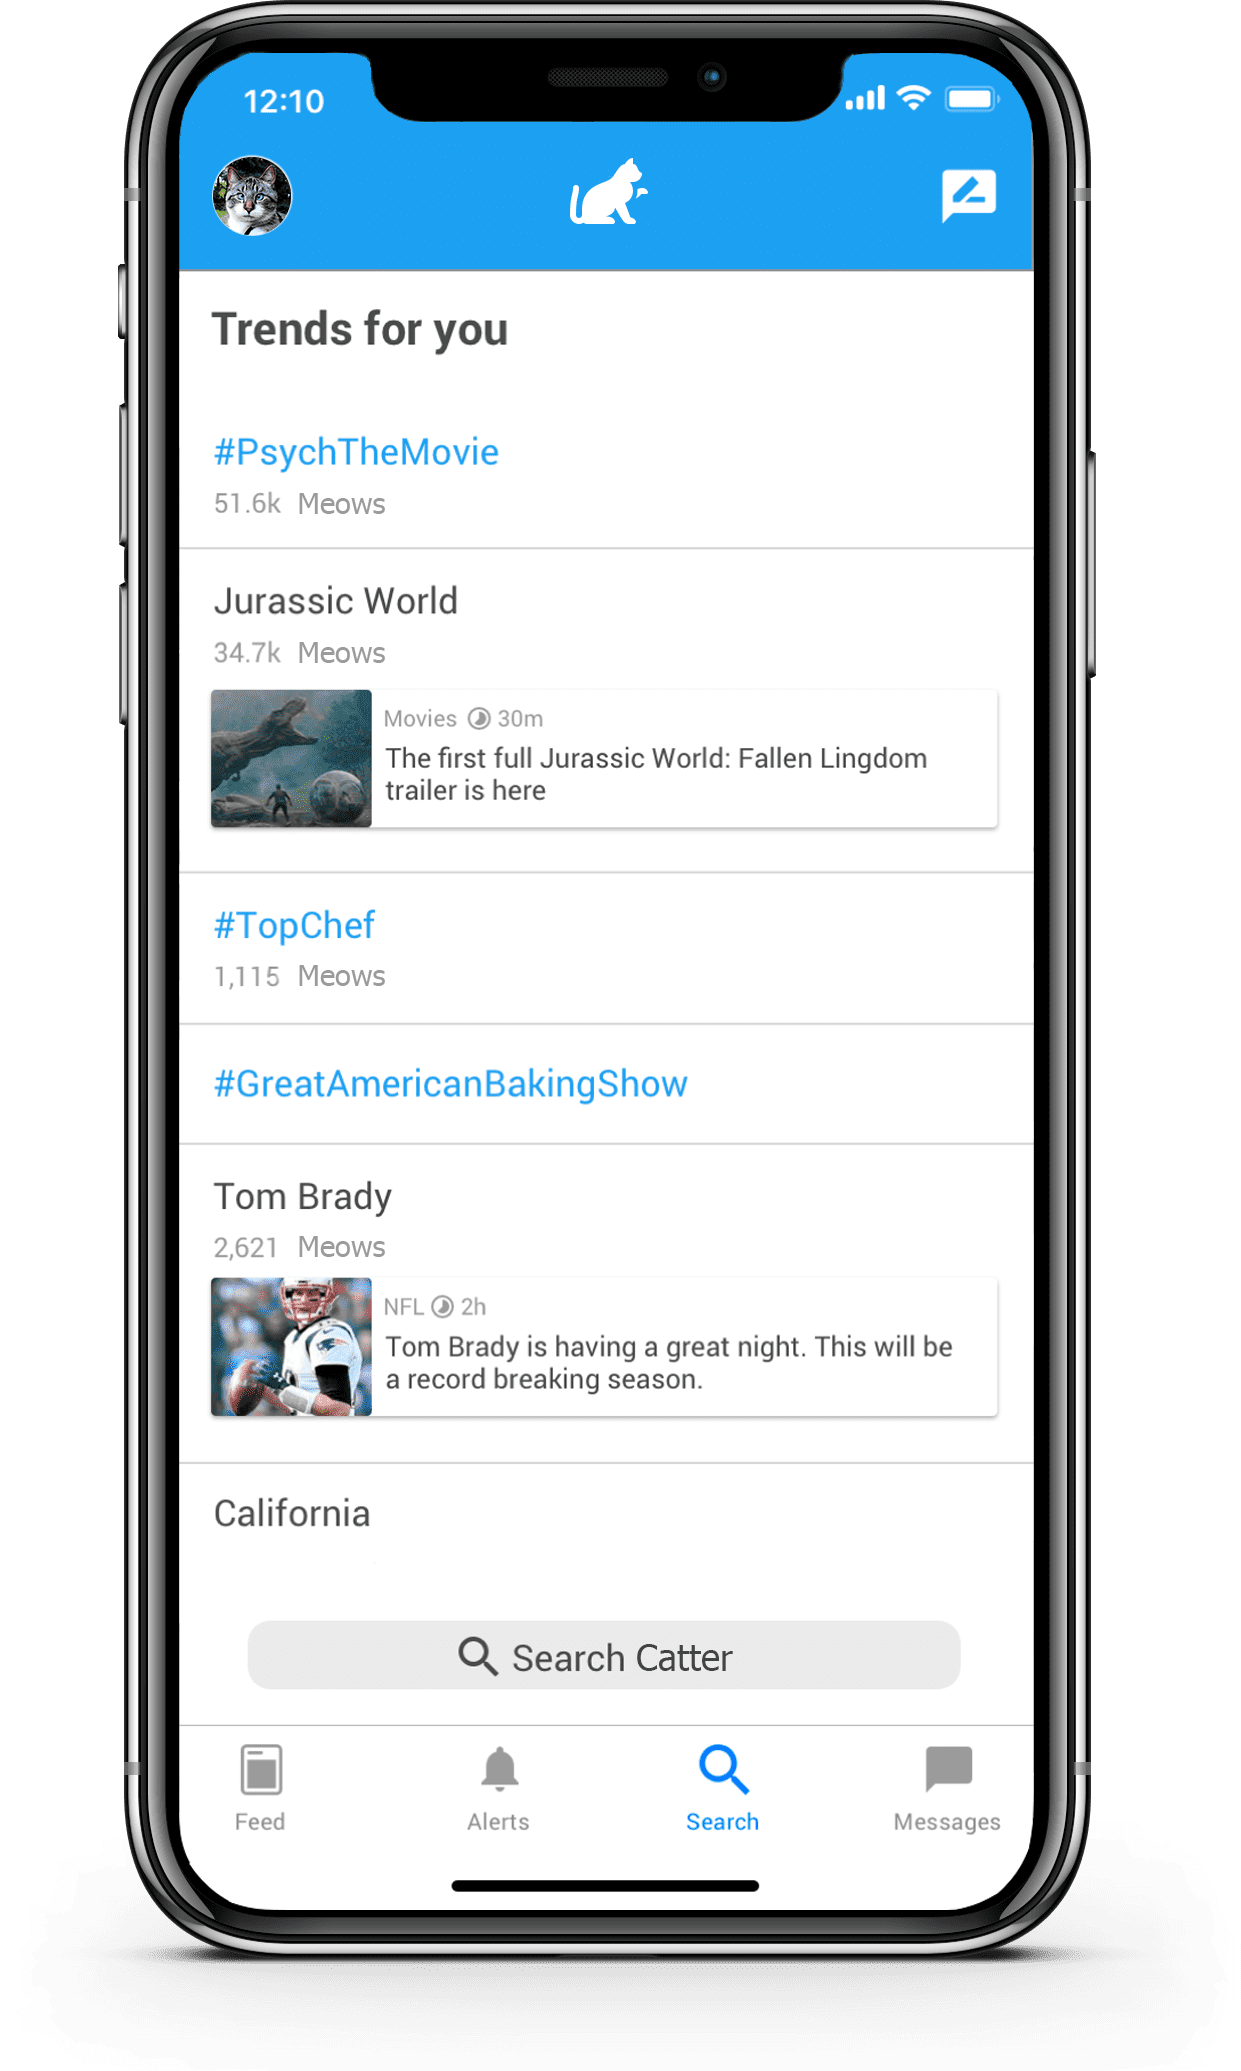 12:10
Trends for you
#PsychTheMovie
51.6k Meows
Jurassic World
34.7k Meows
Movies 30m
The first full Jurassic World: Fallen Lingdom
trailer is here
#TopChef
1,115 Meows
#GreatAmericanBakingShow
Tom Brady
2,621 Meows
NFL 2h
Tom Brady is having a great night. This will be
a record breaking season.
California
Search Catter
Feed Alerts Search Messages